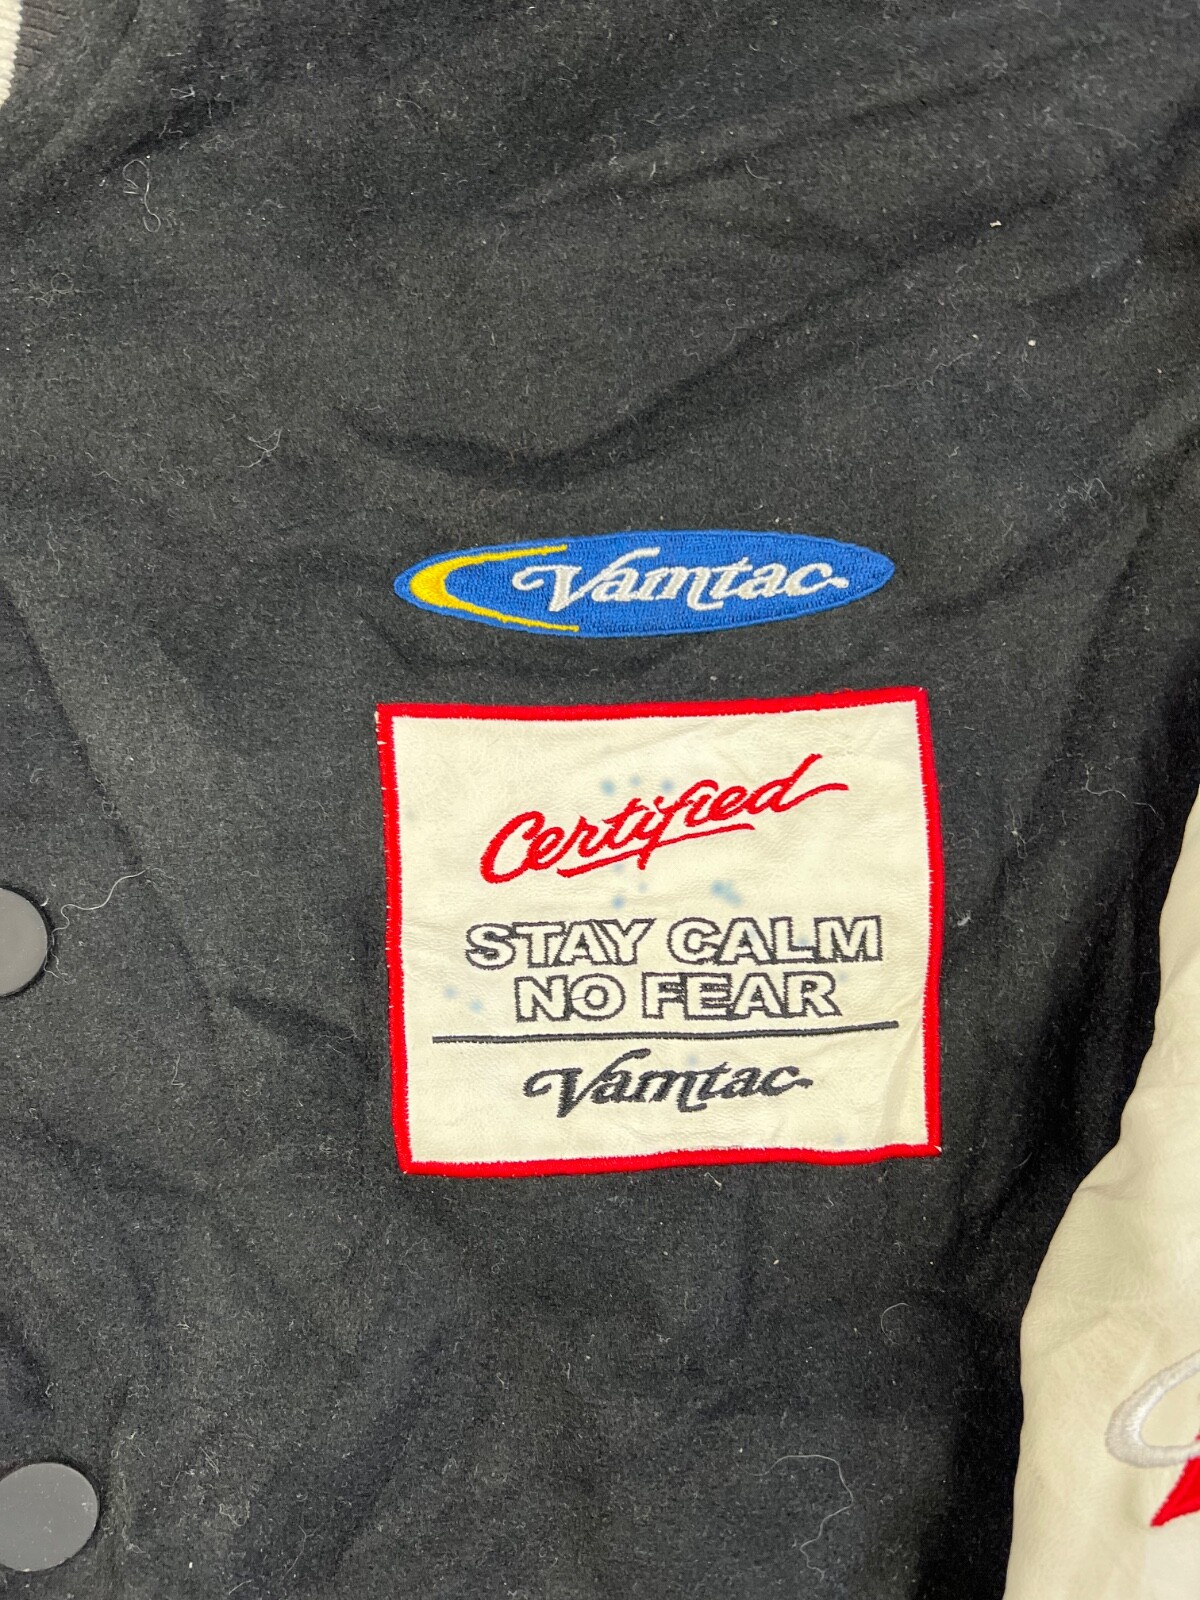 Vamtac
Certified
STAY CALM
NO FEAR
Vamtac